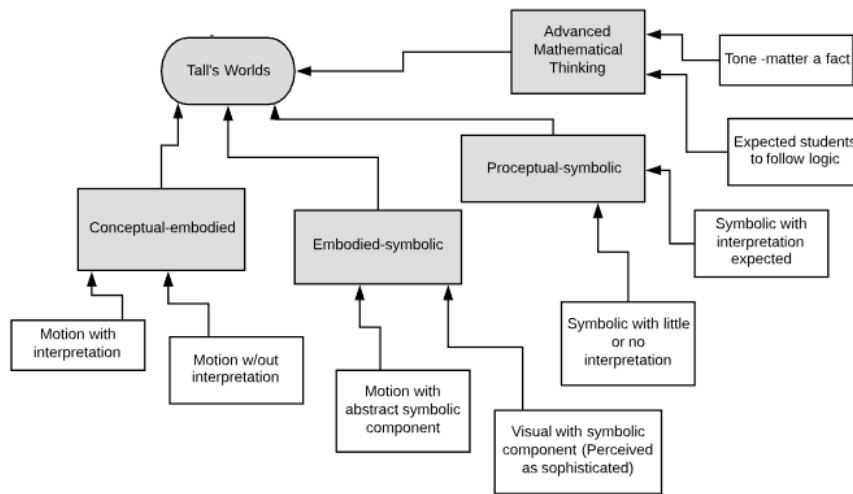 Advanced
Mathematical
Thinking
Tall's Worlds
Tone -matter a fact
Expected students
to follow logic
Proceptual-symbolic
Conceptual-embodied
Embodied-symbolic
Symbolic with
interpretation
expected
Motion with
interpretation
Motion w/out
interpretation
Symbolic with little
or no
interpretation
Motion with
abstract symbolic
component
Visual with symbolic
component (Perceived
as sophisticated)